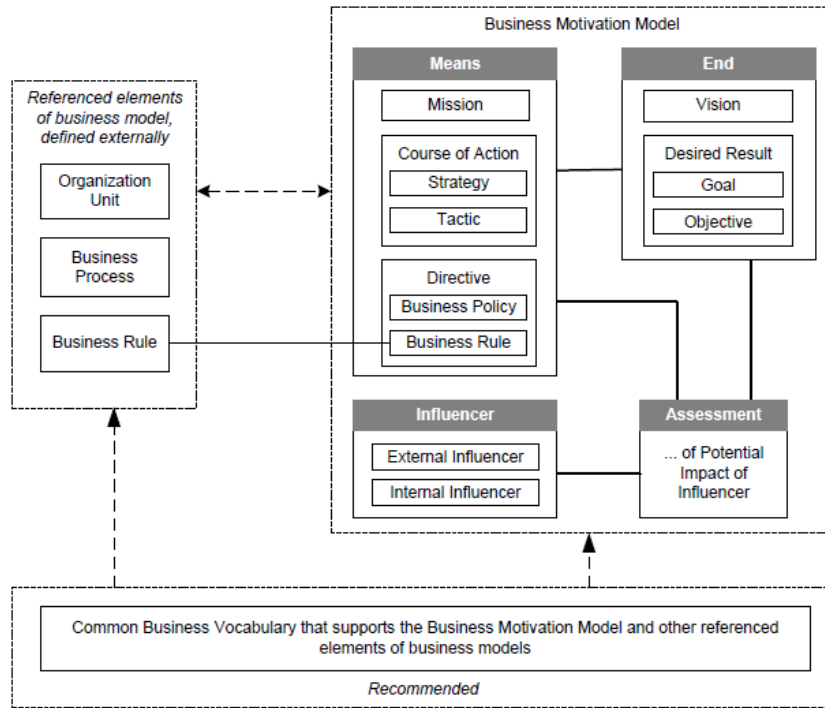 Business Motivation Model
Referenced elements
of business model,
defined externally
Organization
Unit
Business
Process
Business Rule
Means
Mission
Course of Action
Strategy
Tactic
Directive
Business Policy
Business Rule
End
Vision
Desired Result
Goal
Objective
Influencer
External Influencer
Internal Influencer
Assessment
... of Potential
Impact of
Influencer
Common Business Vocabulary that supports the Business Motivation Model and other referenced
elements of business models
Recommended